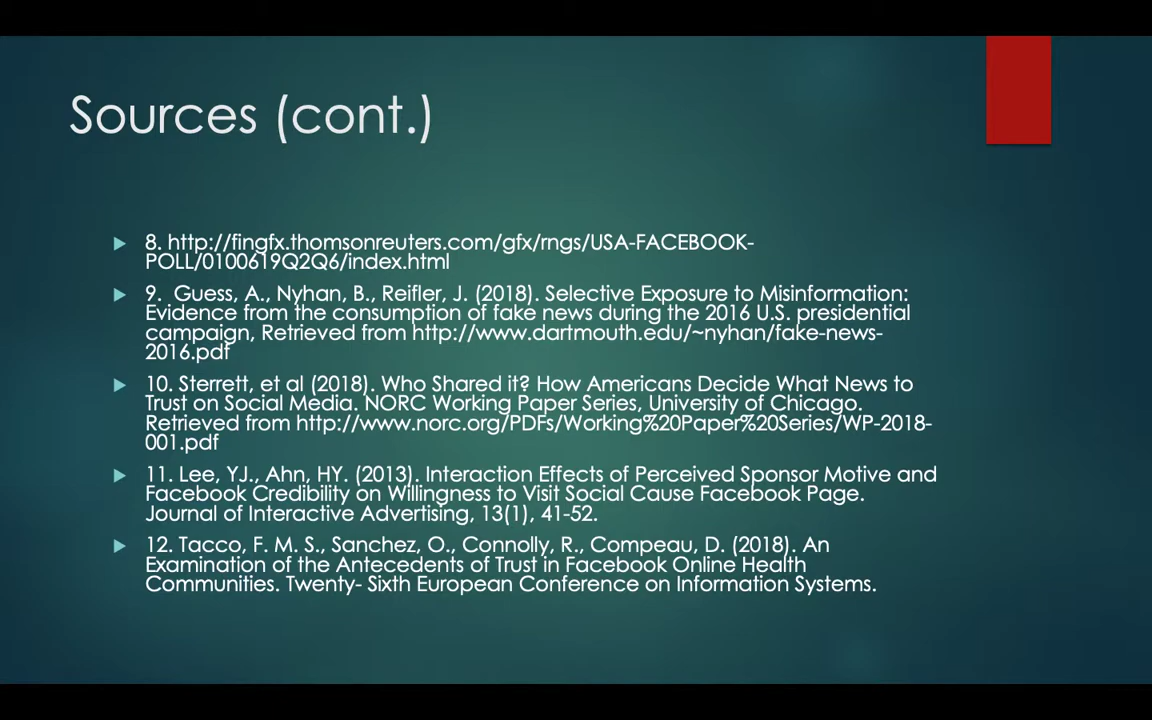 Sources (cont.)
8. http://fingfx.thomsonreuters.com/gfx/rngs/USA-FACEBOOK-
POLL/0100619Q2Q6/index.html
9.  Guess, A., Nyhan, B., Reifler, J. (2018). Selective Exposure to Misinformation:
Evidence from the consumption of fake news during the 2016 U.S. presidential
campaign, Retrieved from http://www.dartmouth.edu/~nyhan/fake-news-
2016.pdf
10. Sterrett, et al (2018). Who Shared it? How Americans Decide What News to
Trust on Social Media. NORC Working Paper Series, University of Chicago.
Retrieved from http://www.norc.org/PDFs/Working%20Paper%20Series/WP-2018-
001.pdf
11. Lee, YJ., Ahn, HY. (2013). Interaction Effects of Perceived Sponsor Motive and
Facebook Credibility on Willingness to Visit Social Cause Facebook Page.
Journal of Interactive Advertising, 13(1), 41-52.
12. Tacco, F. M. S., Sanchez, O., Connolly, R., Compeau, D. (2018). An
Examination of the Antecedents of Trust in Facebook Online Health
Communities. Twenty- Sixth European Conference on Information Systems.